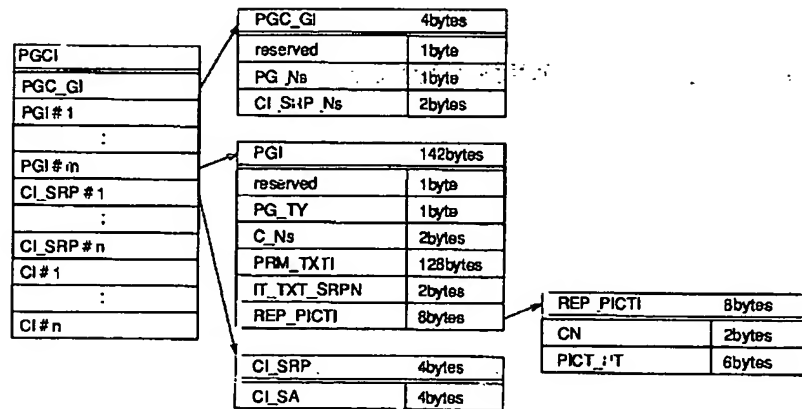 PGCI
PGC_GI
PGI#1
:
PGI#m
CI_SRP#1
:
CI_SRP#n
CI#1
:
CI#n
PGC_GI 4bytes
reserved 1byte
PG_Ns 1byte
CI_SRP_Ns 2bytes
PGI 142bytes
reserved 1byte
PG_TY 1byte
C_Ns 2bytes
PRM_TXTI 128bytes
IT_TXT_SRPN 2bytes
REP_PICTI 8bytes
CI_SRP 4bytes
CI_SA 4bytes
REP_PICTI 8bytes
CN 2bytes
6bytes